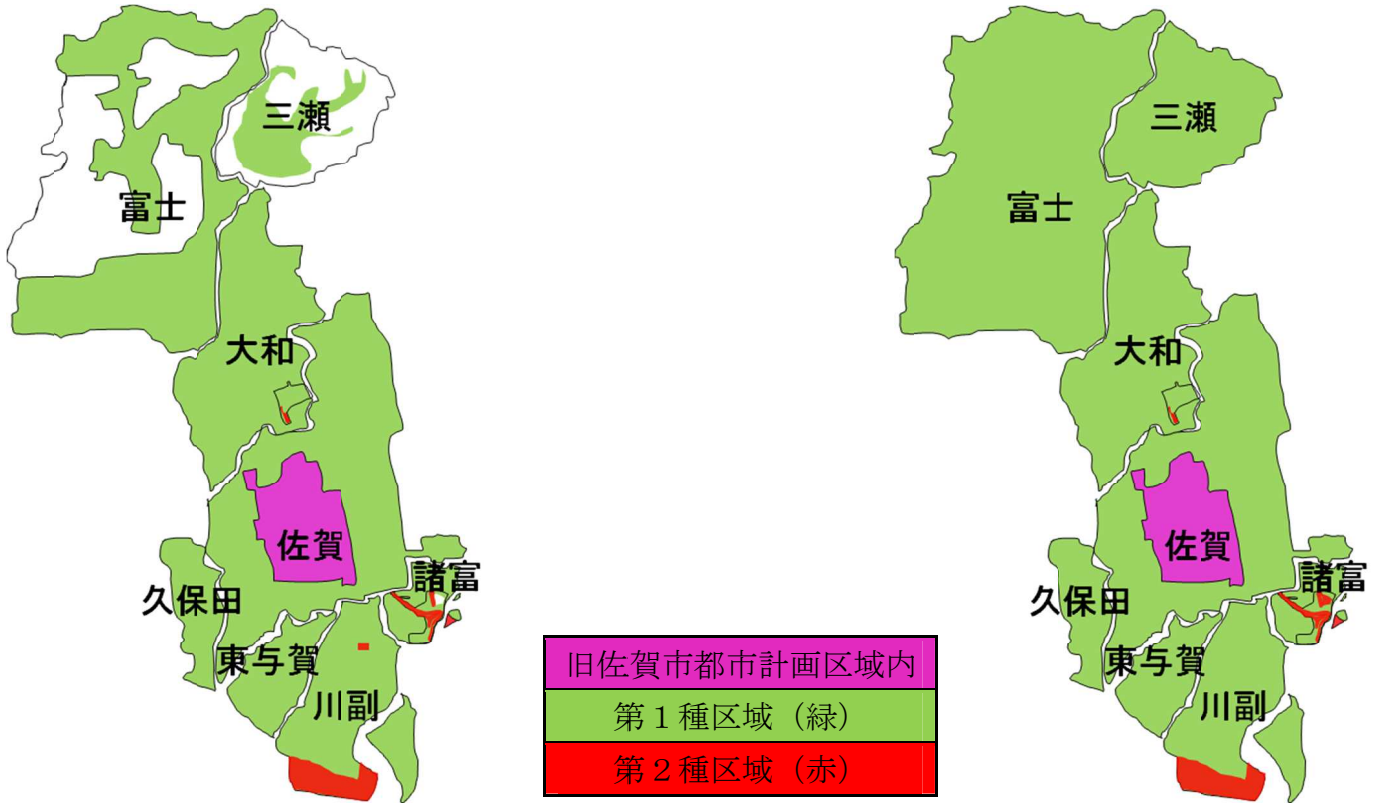 三瀬
富士
大和
佐賀
諸富
久保田
東与賀
川副
三瀬
富士
大和
佐賀
諸富
久保田
東与賀
川副
旧佐賀市都市計画区域内
第１種区域（緑）
第２種区域（赤）